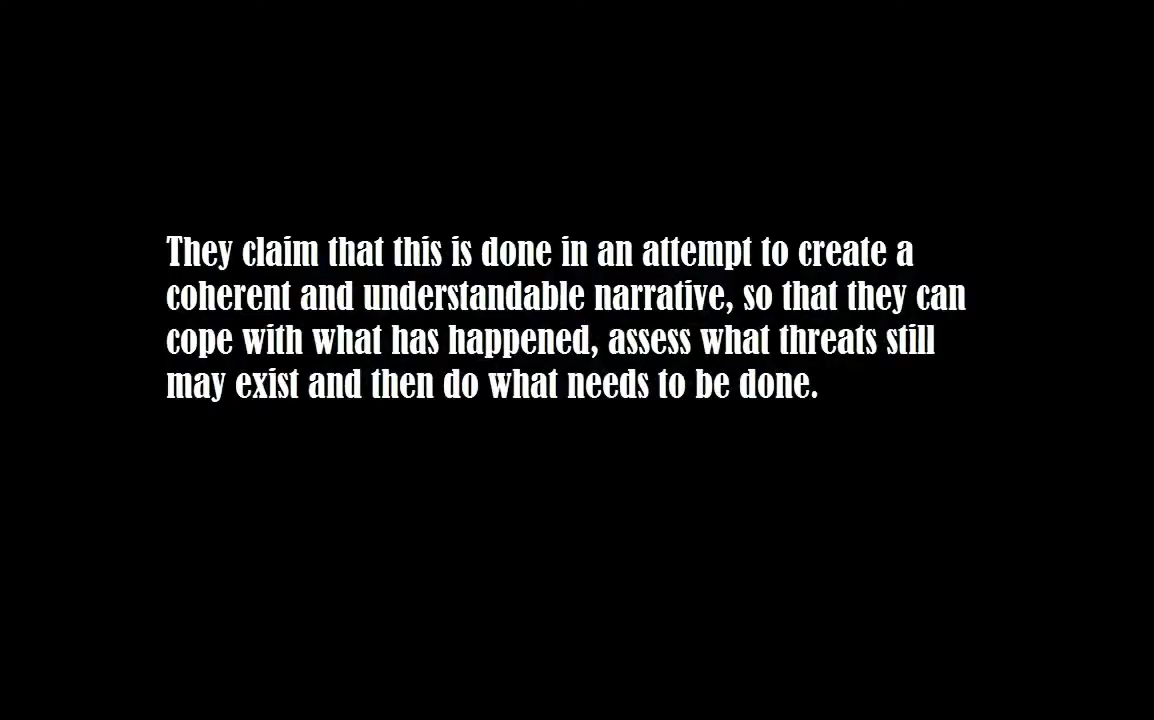 They claim that this is done in an attempt to create a
coherent and understandable narrative, so that they can
cope with what has happened, assess what threats still
may exist and then do what needs to be done.